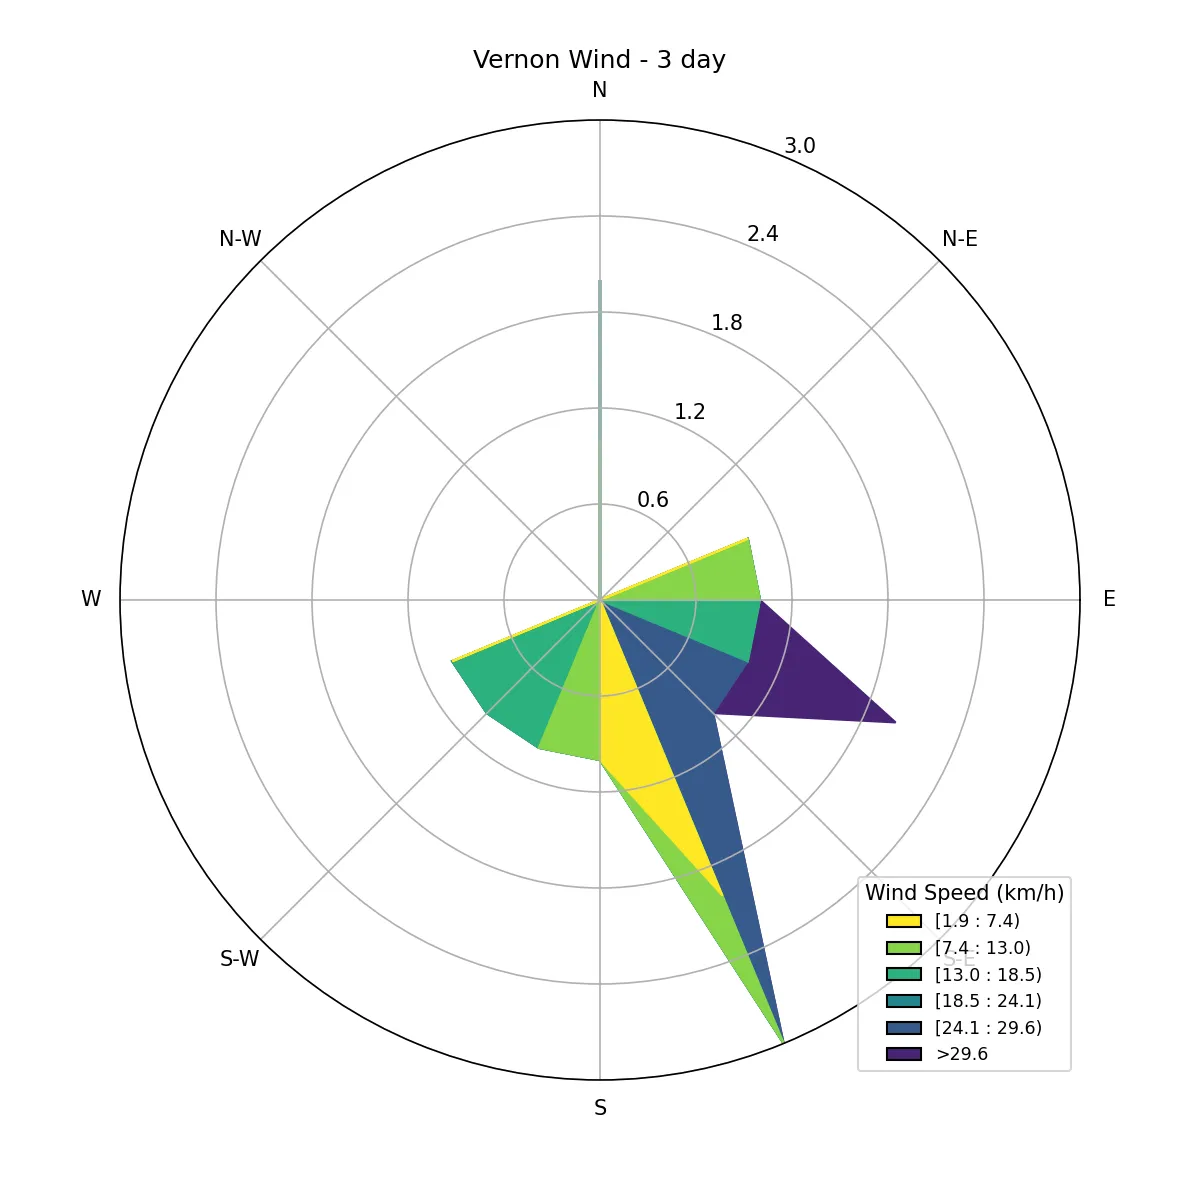 Vernon Wind - 3 day
N
3.0
N-W
2.4
N-E
1.8
1.2
0.6
W
E
Wind Speed (km/h)
[1.9 : 7.4)
[7.4 : 13.0)
S-W
S-E
[13.0 : 18.5)
[18.5 : 24.1)
[24.1 : 29.6)
>29.6
S